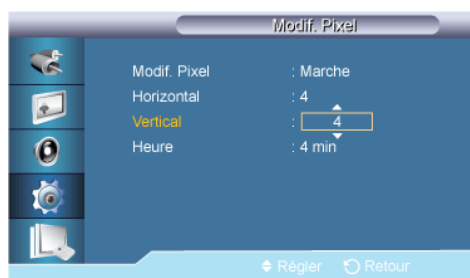 Modif. Pixel
Modif. Pixel : Marche
Horizontal : 4
Vertical : 4
Heure : 4 min
Régler Retour